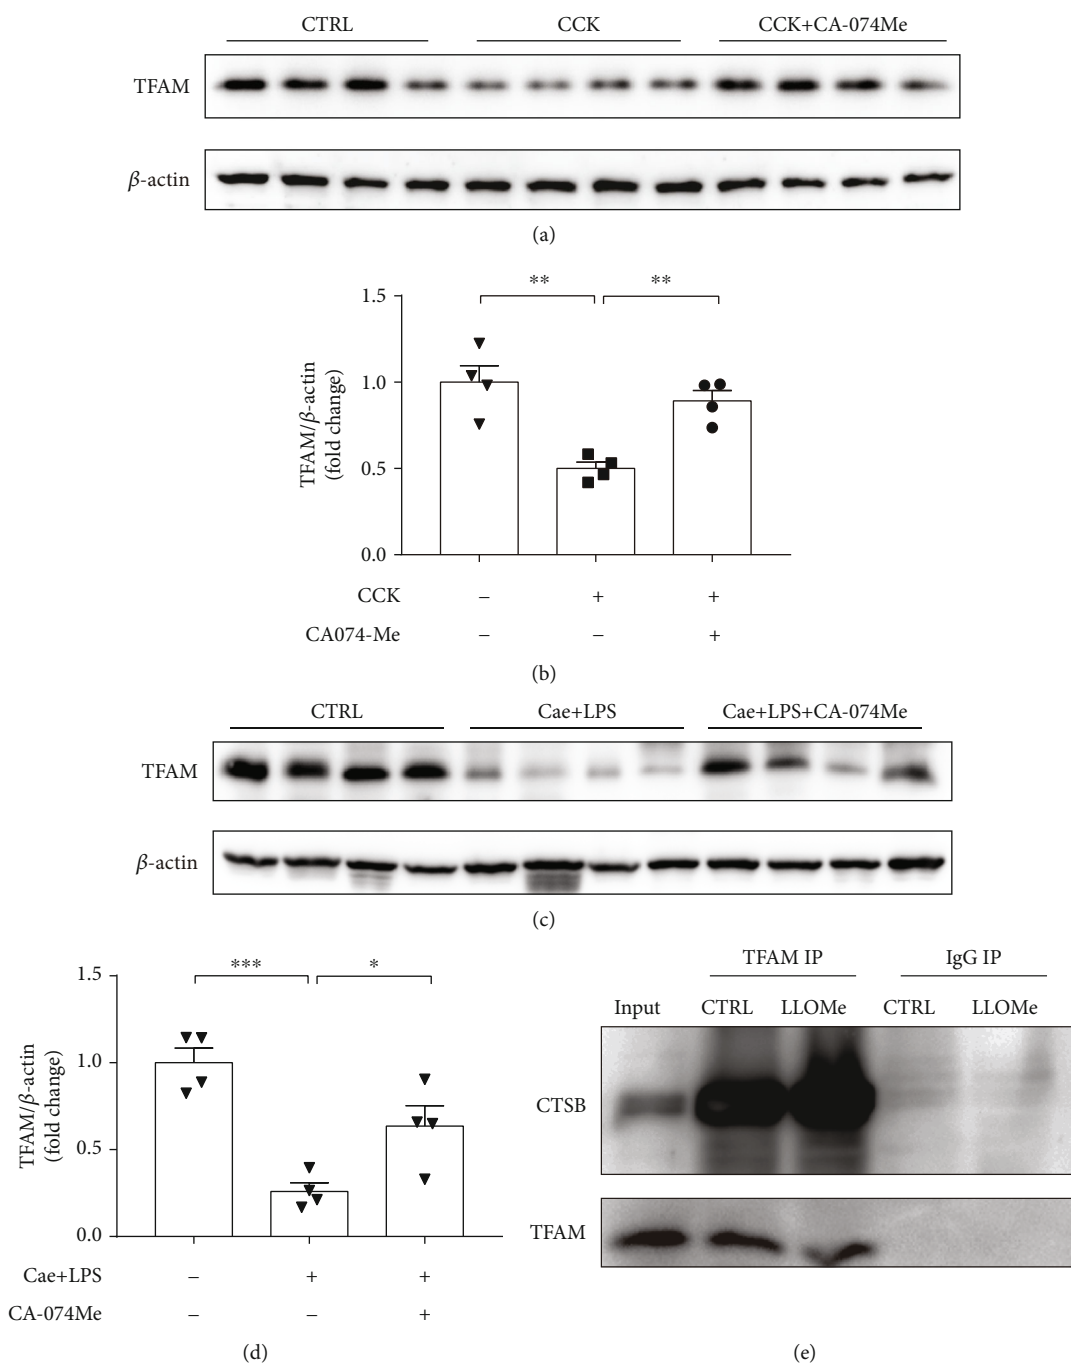 CTRL CCK CCK+CA-074Me
TFAM
β-actin
(a)
** **
1.5
1.0
0.5
0.0
TFAM/β-actin
(fold change)
CCK – + +
CA074-Me – – +
(b)
CTRL Cae+LPS Cae+LPS+CA-074Me
TFAM
β-actin
(c)
*** *
1.5
1.0
0.5
0.0
TFAM/β-actin
(fold change)
Cae+LPS – + +
CA-074Me – – +
(d)
TFAM IP IgG IP
Input CTRL LLOMe CTRL LLOMe
CTSB
TFAM
(e)